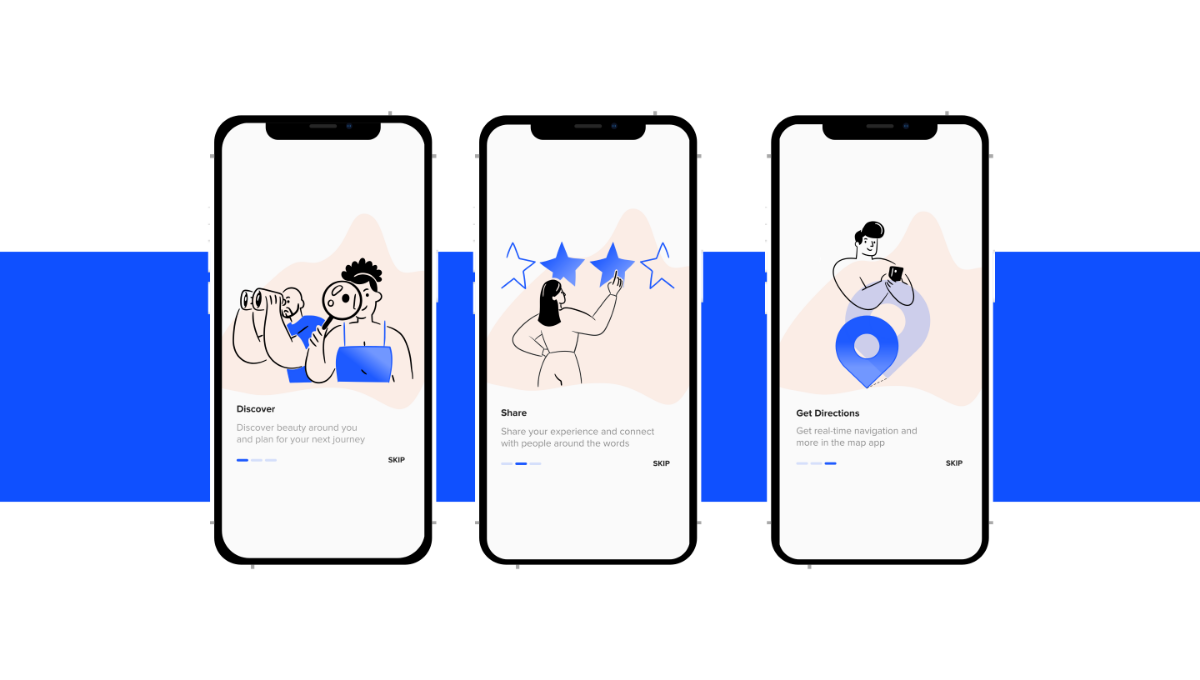 Discover
Discover beauty around you
and plan for your next journey
SKIP
Share
Share your experience and connect
with people around the words
SKIP
Get Directions
Get real-time navigation and
more in the map app
SKIP